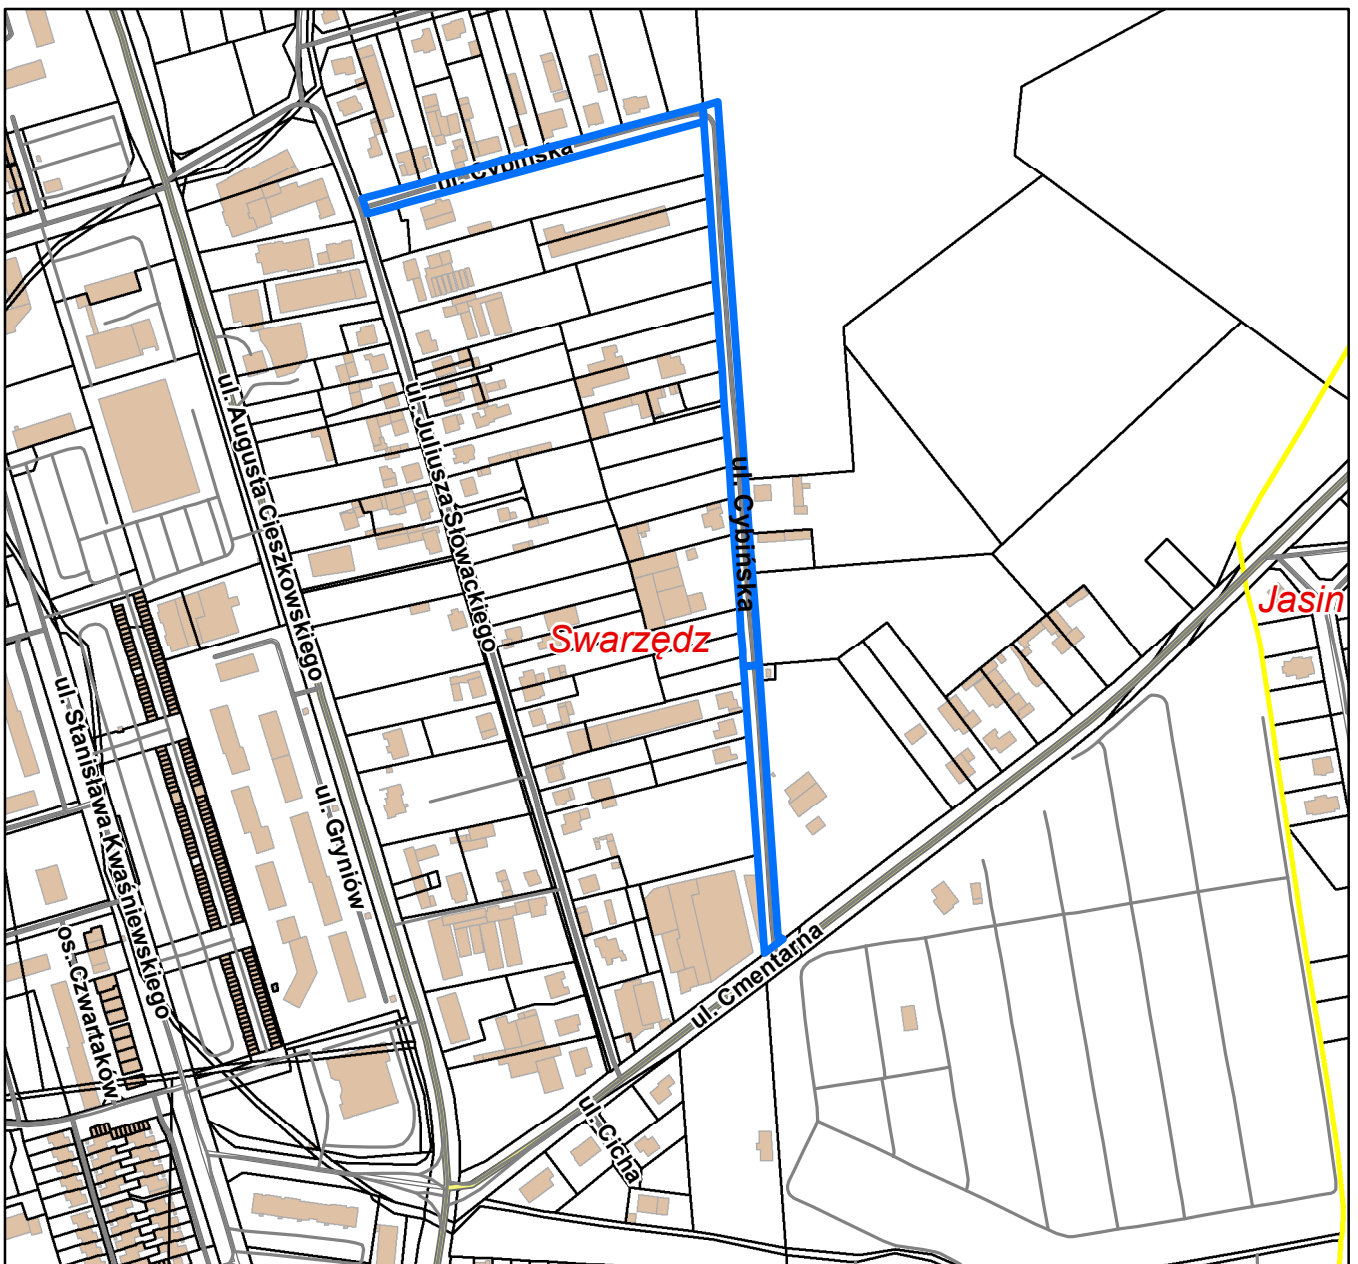 ul. Cybińska
ul. Augusta Cieszkowskiego
ul. Juliusza Słowackiego
ul. Cybińska
Jasin
Swarzędz
ul. Stanisława Kwaśniewskiego
ul. Gryniów
os. Czwartaków
ul. Cmentarna
ul. Cicha